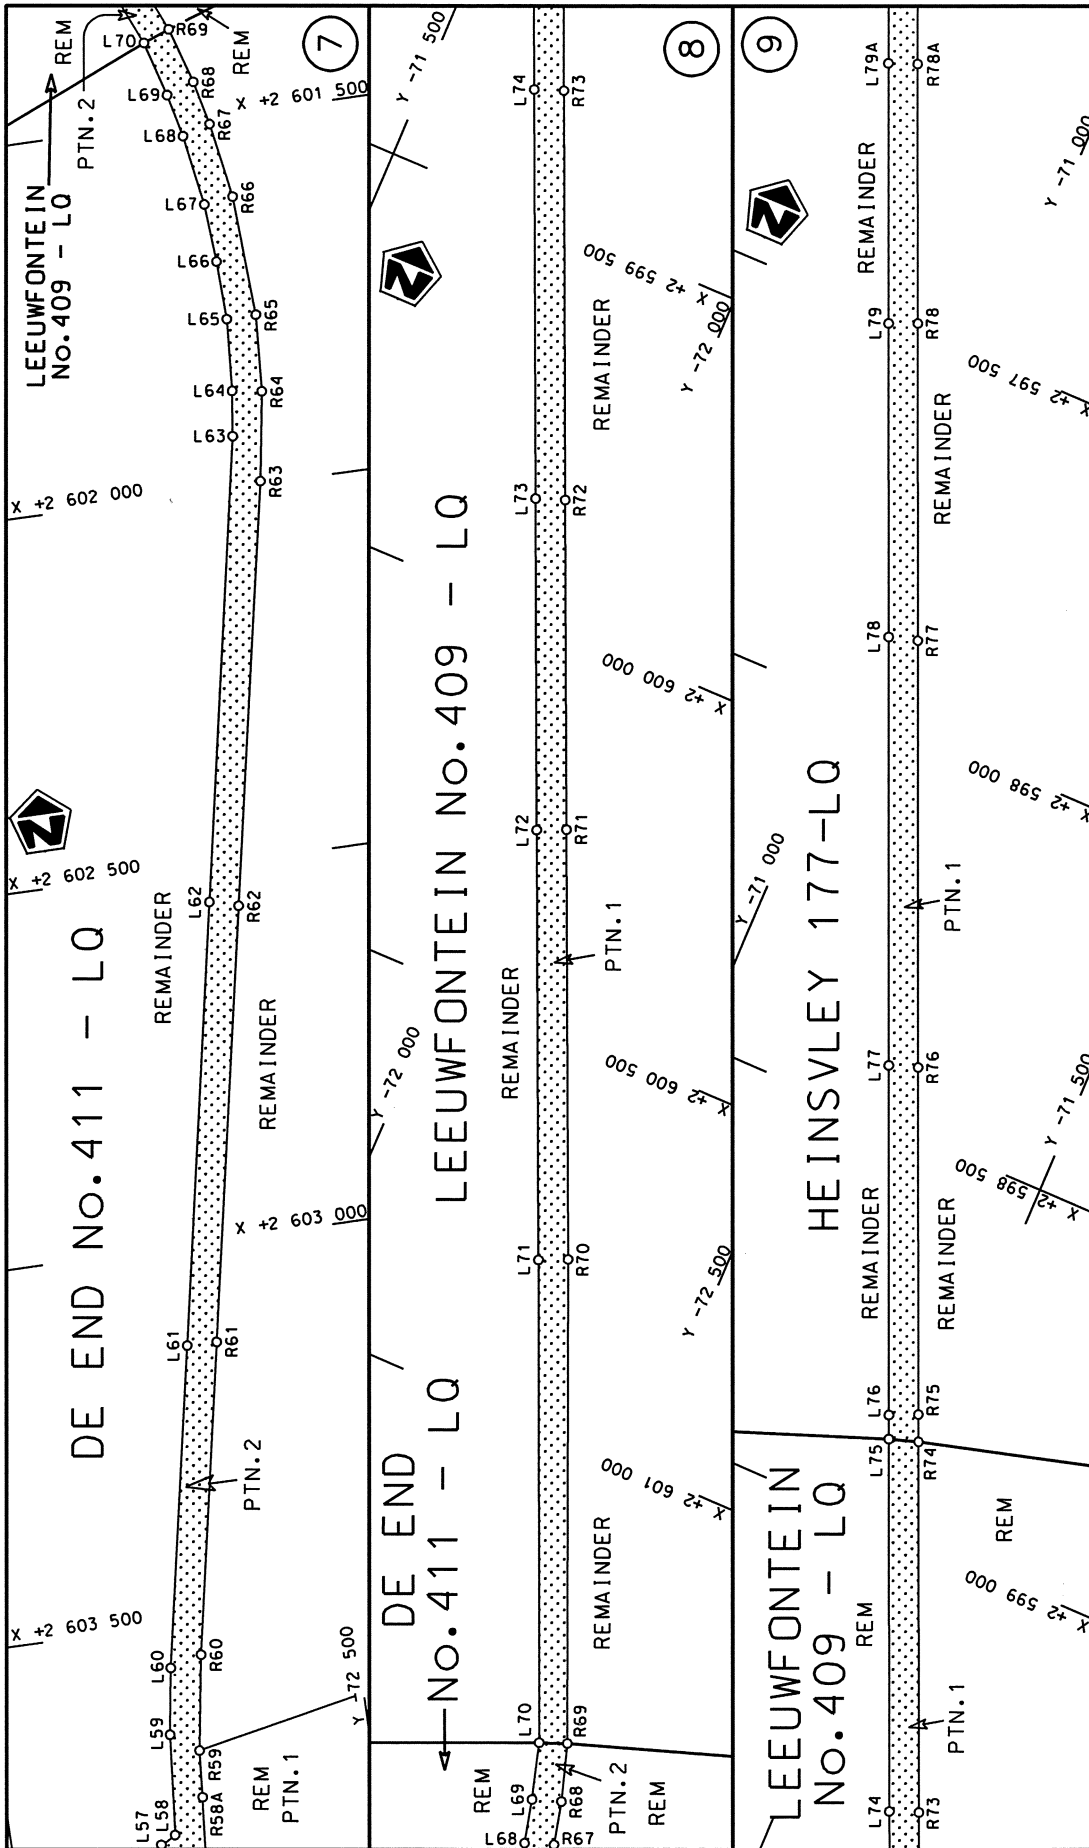 7
LEEUWFONTEIN
No.409 - LQ
REM
PTN.2
REM
L70
R69
L69
R68
L68
R67
L67
R66
L66
L65
R65
L64
R64
L63
R63
X +2 601 500
X +2 602 000
N
X +2 602 500
DE END No.411 - LQ
REMAINDER
REMAINDER
L62
R62
X +2 603 000
L61
R61
PTN.2
X +2 603 500
L60
R60
L59
R59
Y -72 500
L58
R58A
L57
REM
PTN.1
8
Y -71 500
L74
R73
N
X +2 599 500
Y -72 000
REMAINDER
L73
R72
LEEUWFONTEIN No.409 - LQ
X +2 600 000
L72
R71
PTN.1
REMAINDER
Y -72 000
X +2 600 500
L71
R70
Y -72 500
DE END
No.411 - LQ
X +2 601 000
REMAINDER
L70
R69
REM
L69
R68
PTN.2
REM
L68
R67
9
L79A
R78A
REMAINDER
Y -71 000
N
L79
R78
X +2 597 500
REMAINDER
L78
R77
X +2 598 000
HEINSVLEY 177-LQ
Y -71 000
PTN.1
L77
R76
Y -71 500
X +2 598 500
REMAINDER
REMAINDER
L76
R75
L75
R74
LEEUWFONTEIN
No.409 - LQ
REM
REM
X +2 599 000
PTN.1
L74
R73